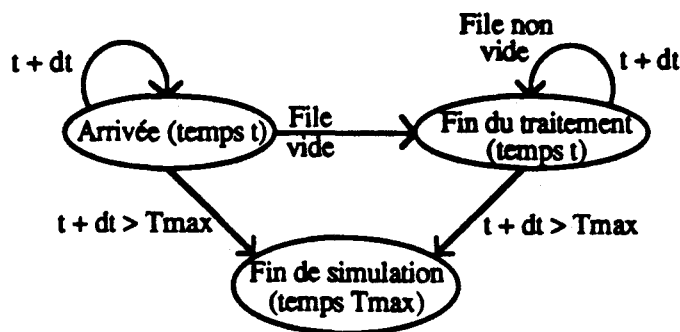 File non
vide
t + dt
t + dt
Arrivée (temps t)
File
vide
Fin du traitement
(temps t)
t + dt > Tmax
t + dt > Tmax
Fin de simulation
(temps Tmax)